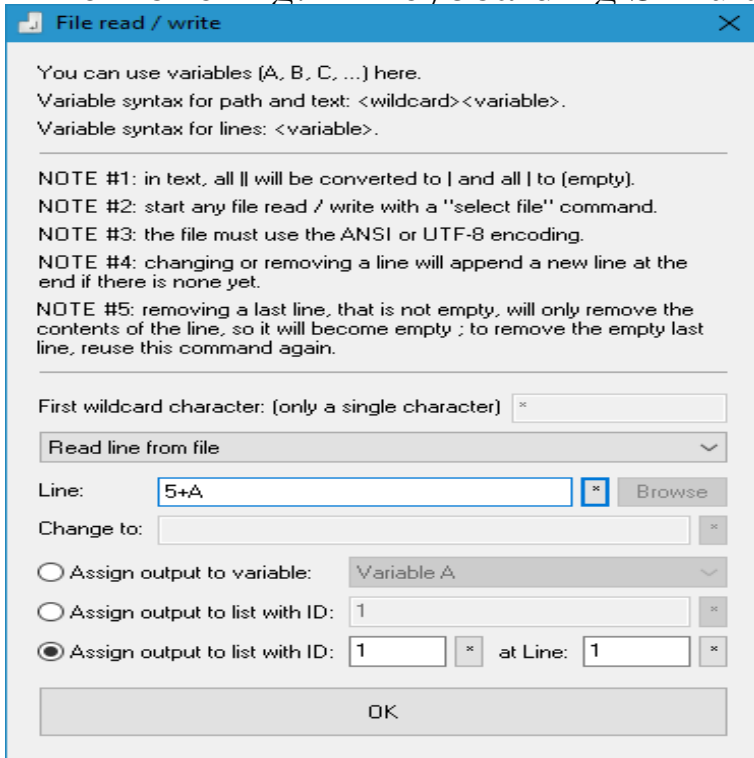 File read / write
You can use variables (A, B, C, ...) here.
Variable syntax for path and text: <wildcard><variable>.
Variable syntax for lines: <variable>.
NOTE #1: in text, all || will be converted to | and all | to (empty).
NOTE #2: start any file read / write with a "select file" command.
NOTE #3: the file must use the ANSI or UTF-8 encoding.
NOTE #4: changing or removing a line will append a new line at the
end if there is none yet.
NOTE #5: removing a last line, that is not empty, will only remove the
contents of the line, so it will become empty ; to remove the empty last
line, reuse this command again.
First wildcard character: (only a single character) *
Read line from file
Line: 5+A * Browse
Change to: *
Assign output to variable: Variable A
Assign output to list with ID: 1 *
Assign output to list with ID: 1 * at Line: 1 *
OK